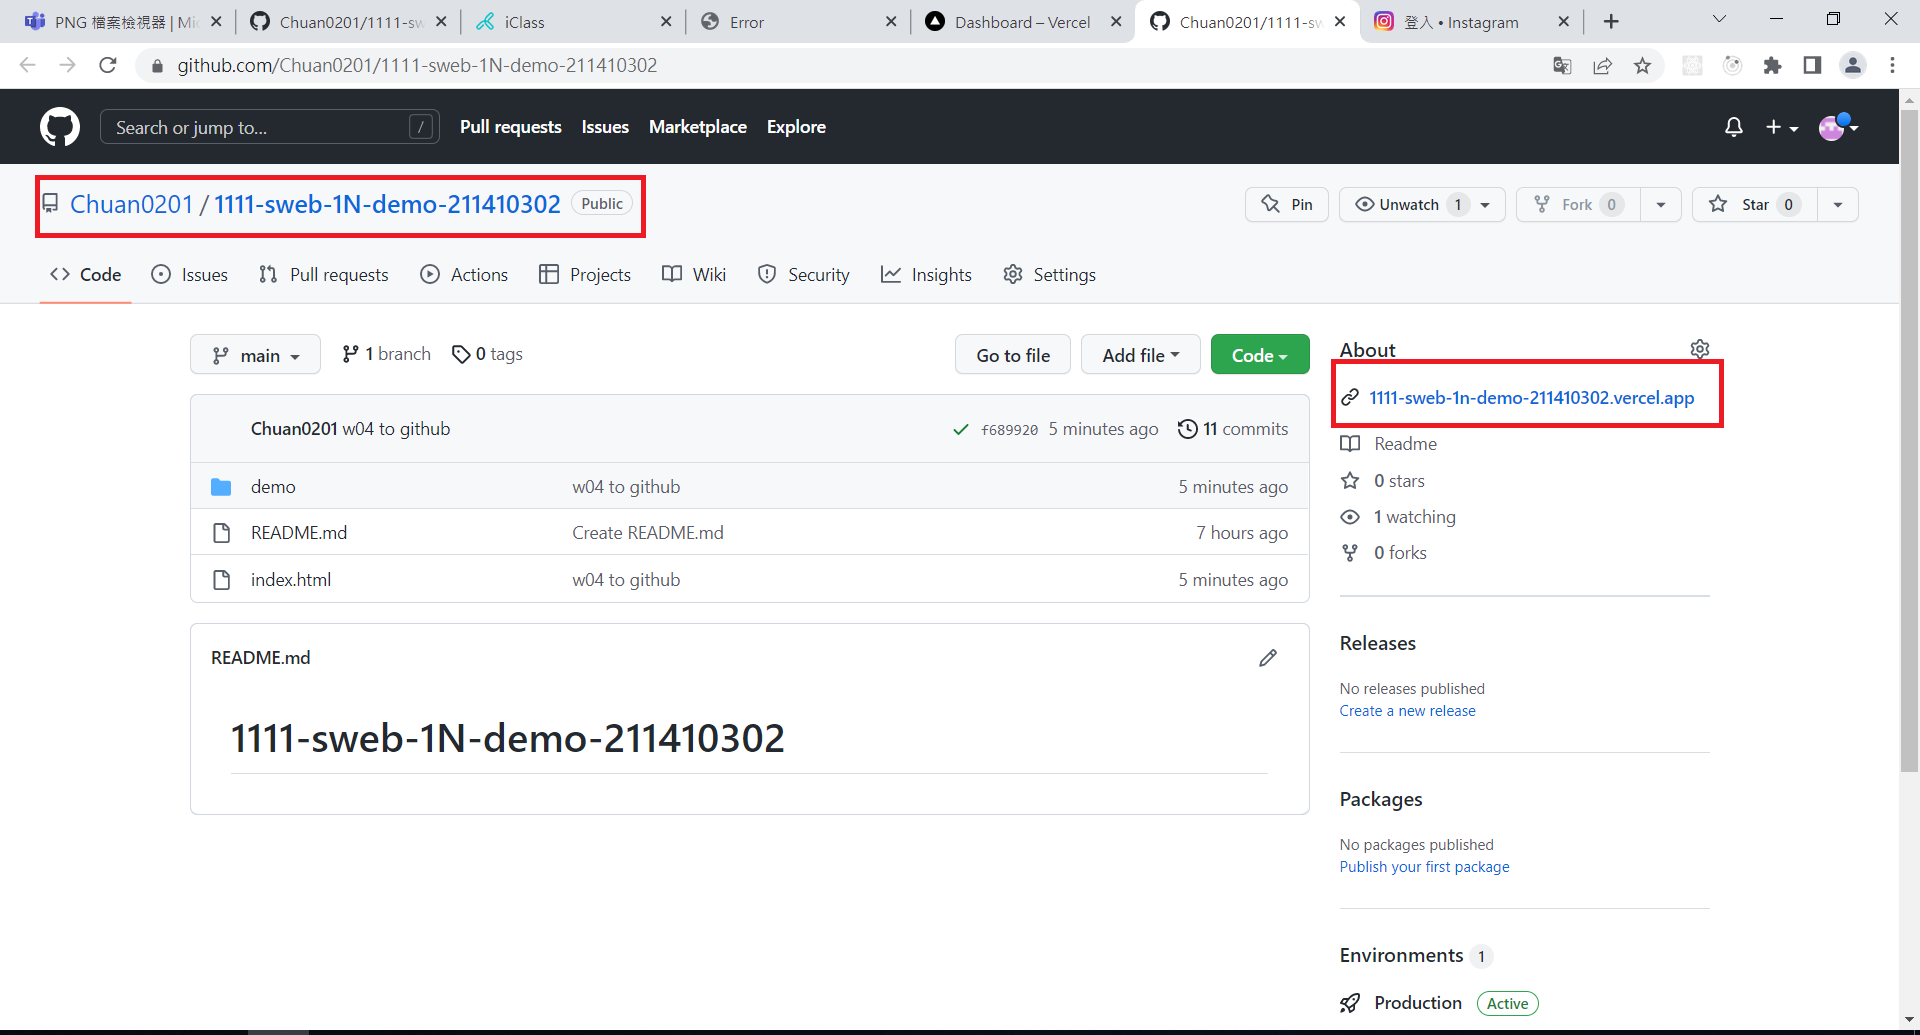 PNG 檔案檢視器 | Mic
Chuan0201/1111-sw
iClass
Error
Dashboard – Vercel
Chuan0201/1111-sw
登入 • Instagram
github.com/Chuan0201/1111-sweb-1N-demo-211410302
Search or jump to... /
Pull requests Issues Marketplace Explore
Chuan0201 / 1111-sweb-1N-demo-211410302 Public
Pin
Unwatch 1
Fork 0
Star 0
Code Issues Pull requests Actions Projects Wiki Security Insights Settings
main 1 branch 0 tags
Go to file Add file Code
Chuan0201 w04 to github f689920 5 minutes ago 11 commits
demo w04 to github 5 minutes ago
README.md Create README.md 7 hours ago
index.html w04 to github 5 minutes ago
README.md
1111-sweb-1N-demo-211410302
About
1111-sweb-1n-demo-211410302.vercel.app
Readme
0 stars
1 watching
0 forks
Releases
No releases published
Create a new release
Packages
No packages published
Publish your first package
Environments 1
Production Active